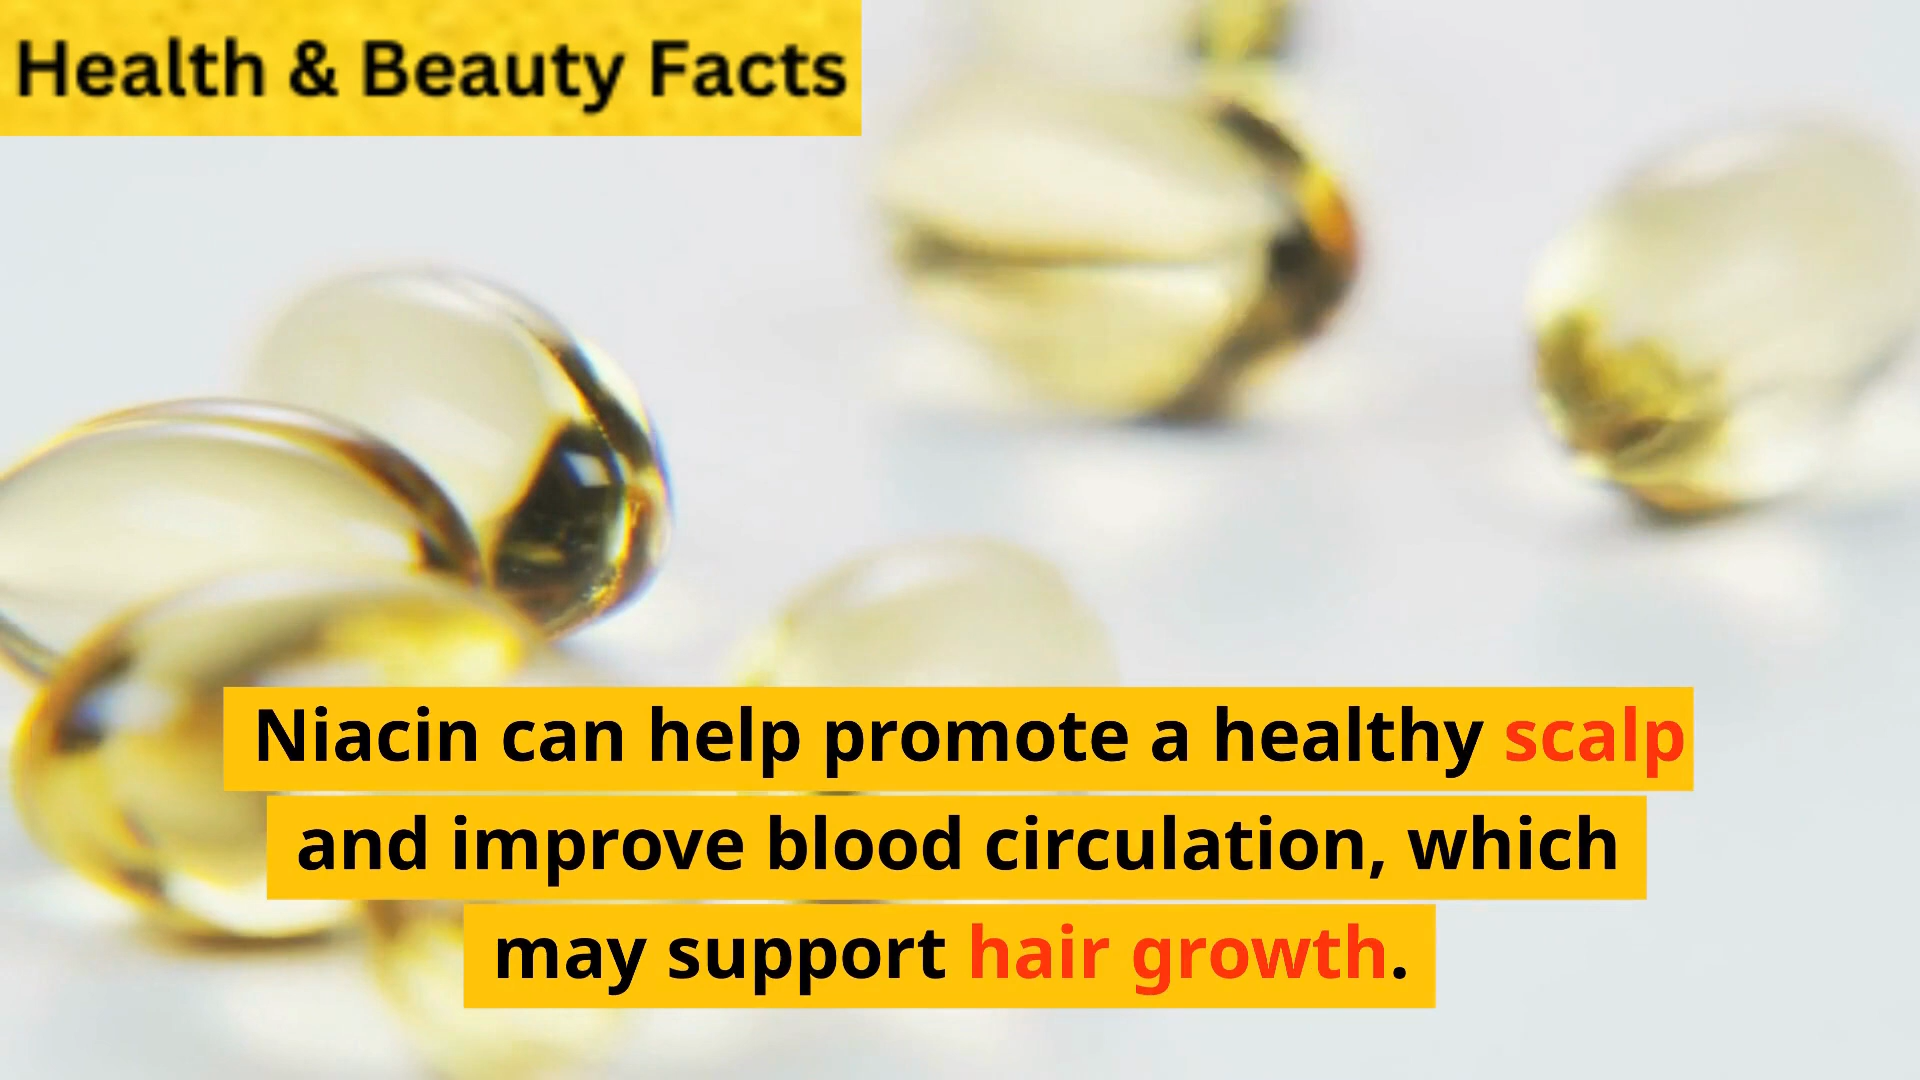 Health & Beauty Facts
Niacin can help promote a healthy scalp
and improve blood circulation, which
may support hair growth.